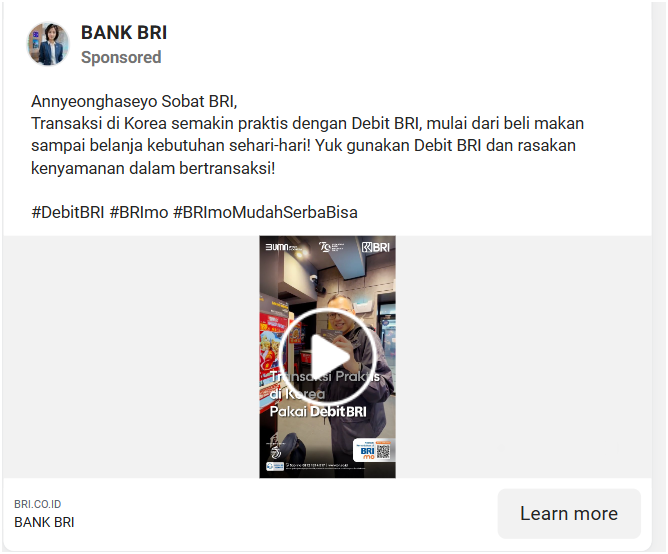 BANK BRI
Sponsored
Annyeonghaseyo Sobat BRI,
Transaksi di Korea semakin praktis dengan Debit BRI, mulai dari beli makan
sampai belanja kebutuhan sehari-hari! Yuk gunakan Debit BRI dan rasakan
kenyamanan dalam bertransaksi!
#DebitBRI #BRImo #BRImoMudahSerbaBisa
BUMN
BRI
Transaksi Praktis
di Korea
Pakai Debit BRI
BRI
mo
BRI.CO.ID
BANK BRI
Learn more